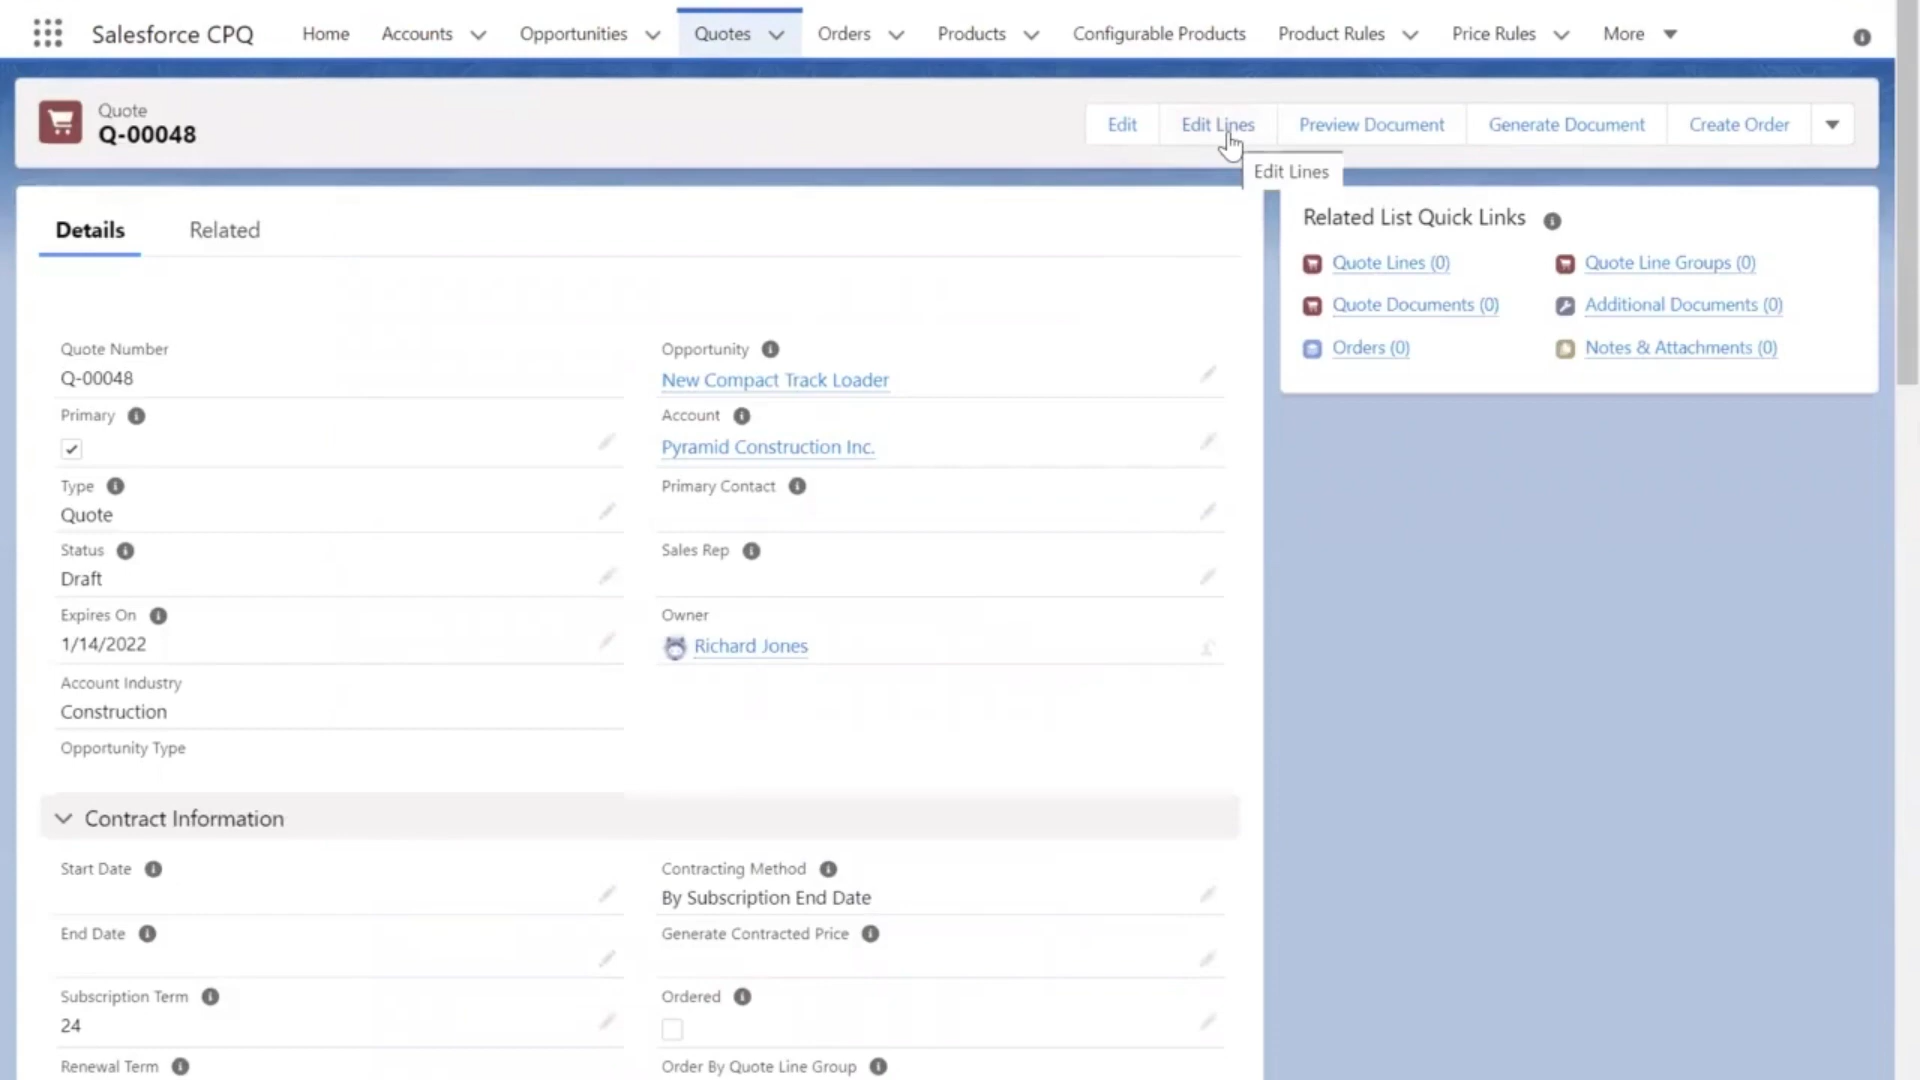 Salesforce CPQ Home Accounts Opportunities Quotes Orders Products Configurable Products Product Rules Price Rules More
Quote
Q-00048
Edit Edit Lines Preview Document Generate Document Create Order
Edit Lines
Details Related
Related List Quick Links
Quote Lines (0) Quote Line Groups (0)
Quote Documents (0) Additional Documents (0)
Orders (0) Notes & Attachments (0)
Quote Number
Q-00048
Opportunity
New Compact Track Loader
Primary
Account
Pyramid Construction Inc.
Type
Quote
Primary Contact
Status
Draft
Sales Rep
Expires On
1/14/2022
Owner
Richard Jones
Account Industry
Construction
Opportunity Type
Contract Information
Start Date
Contracting Method
By Subscription End Date
End Date
Generate Contracted Price
Subscription Term
24
Ordered
Renewal Term
Order By Quote Line Group